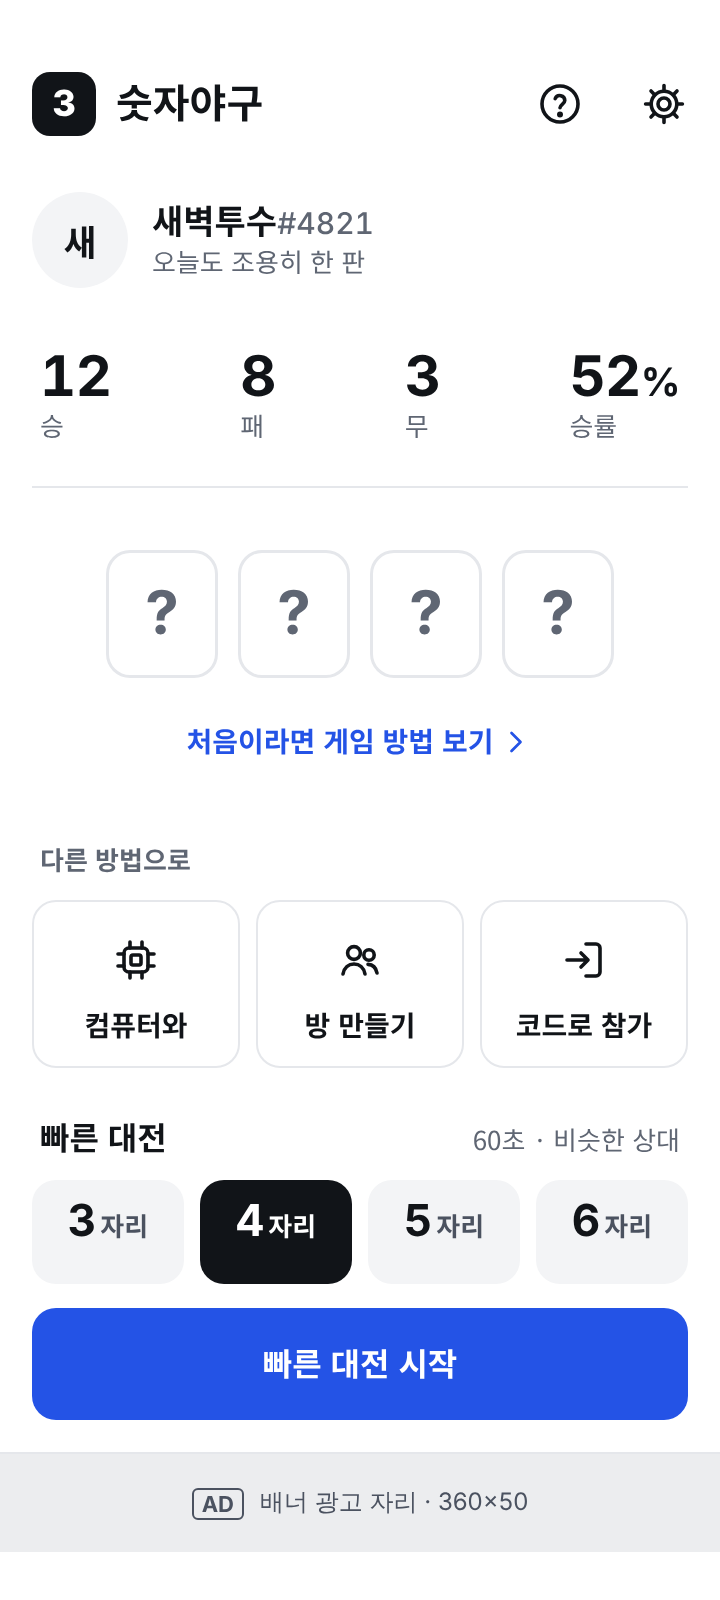 3 숫자야구
새
새벽투수#4821
오늘도 조용히 한 판
12 8 3 52%
승 패 무 승률
? ? ? ?
처음이라면 게임 방법 보기
다른 방법으로
컴퓨터와 방 만들기 코드로 참가
빠른 대전 60초 · 비슷한 상대
3 자리 4 자리 5 자리 6 자리
빠른 대전 시작
AD 배너 광고 자리 · 360×50